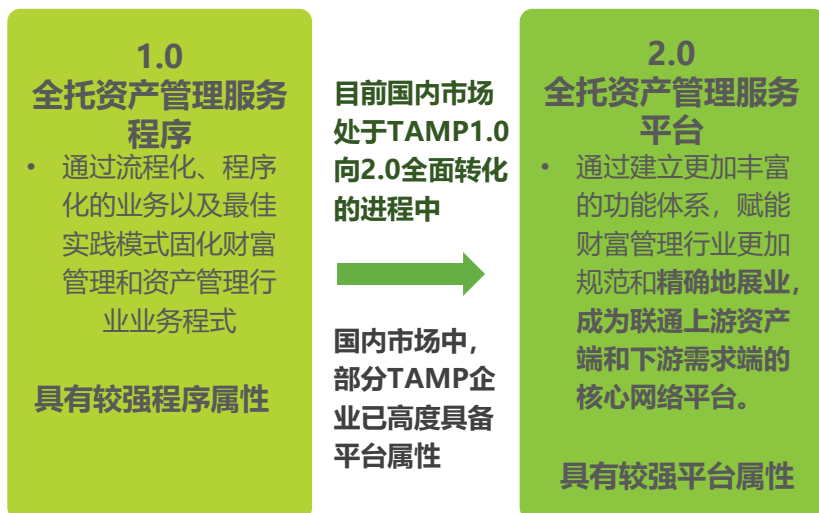 1.0
全托资产管理服务
程序
• 通过流程化、程序
化的业务以及最佳
实践模式固化财富
管理和资产管理行
业业务程式
具有较强程序属性
目前国内市场
处于TAMP1.0
向2.0全面转化
的进程中
国内市场中，
部分TAMP企
业已高度具备
平台属性
2.0
全托资产管理服务
平台
• 通过建立更加丰富
的功能体系，赋能
财富管理行业更加
规范和精确地展业，
成为联通上游资产
端和下游需求端的
核心网络平台。
具有较强平台属性